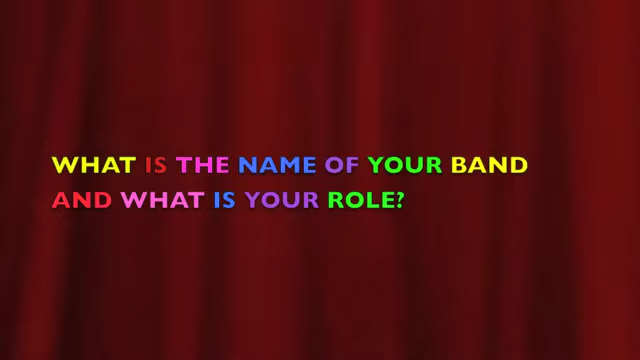 WHAT IS THE NAME OF YOUR BAND
AND WHAT IS YOUR ROLE?